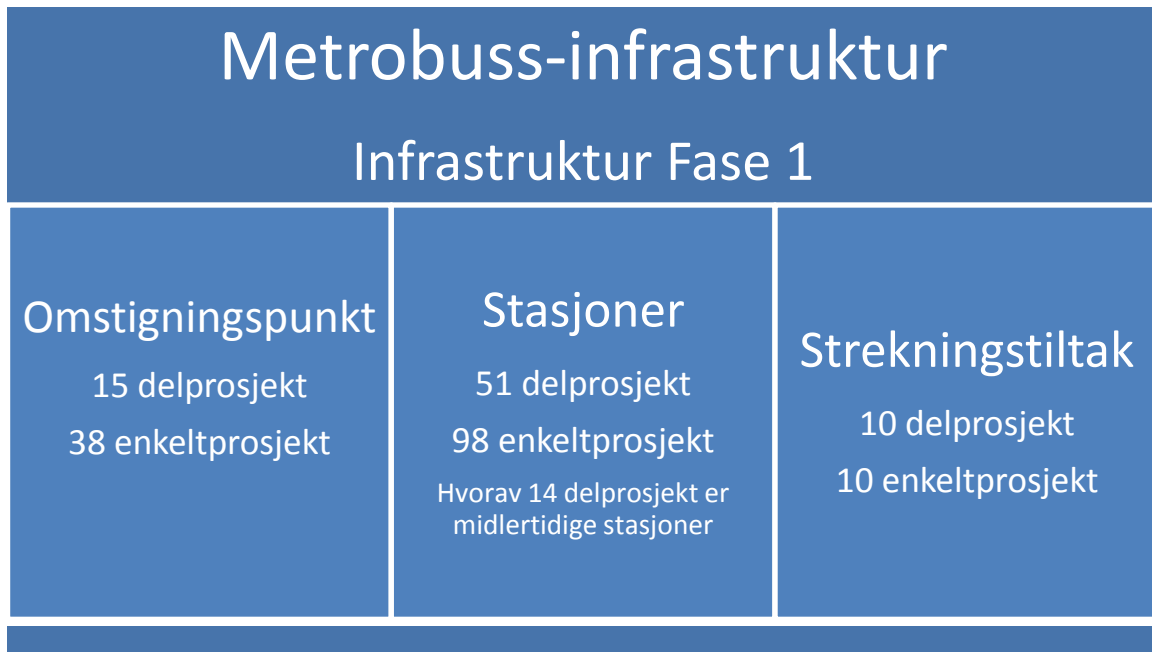 Metrobuss-infrastruktur
Infrastruktur Fase 1
Omstigningspunkt
15 delprosjekt
38 enkeltprosjekt
Stasjoner
51 delprosjekt
98 enkeltprosjekt
Hvorav 14 delprosjekt er
midlertidige stasjoner
Strekningstiltak
10 delprosjekt
10 enkeltprosjekt